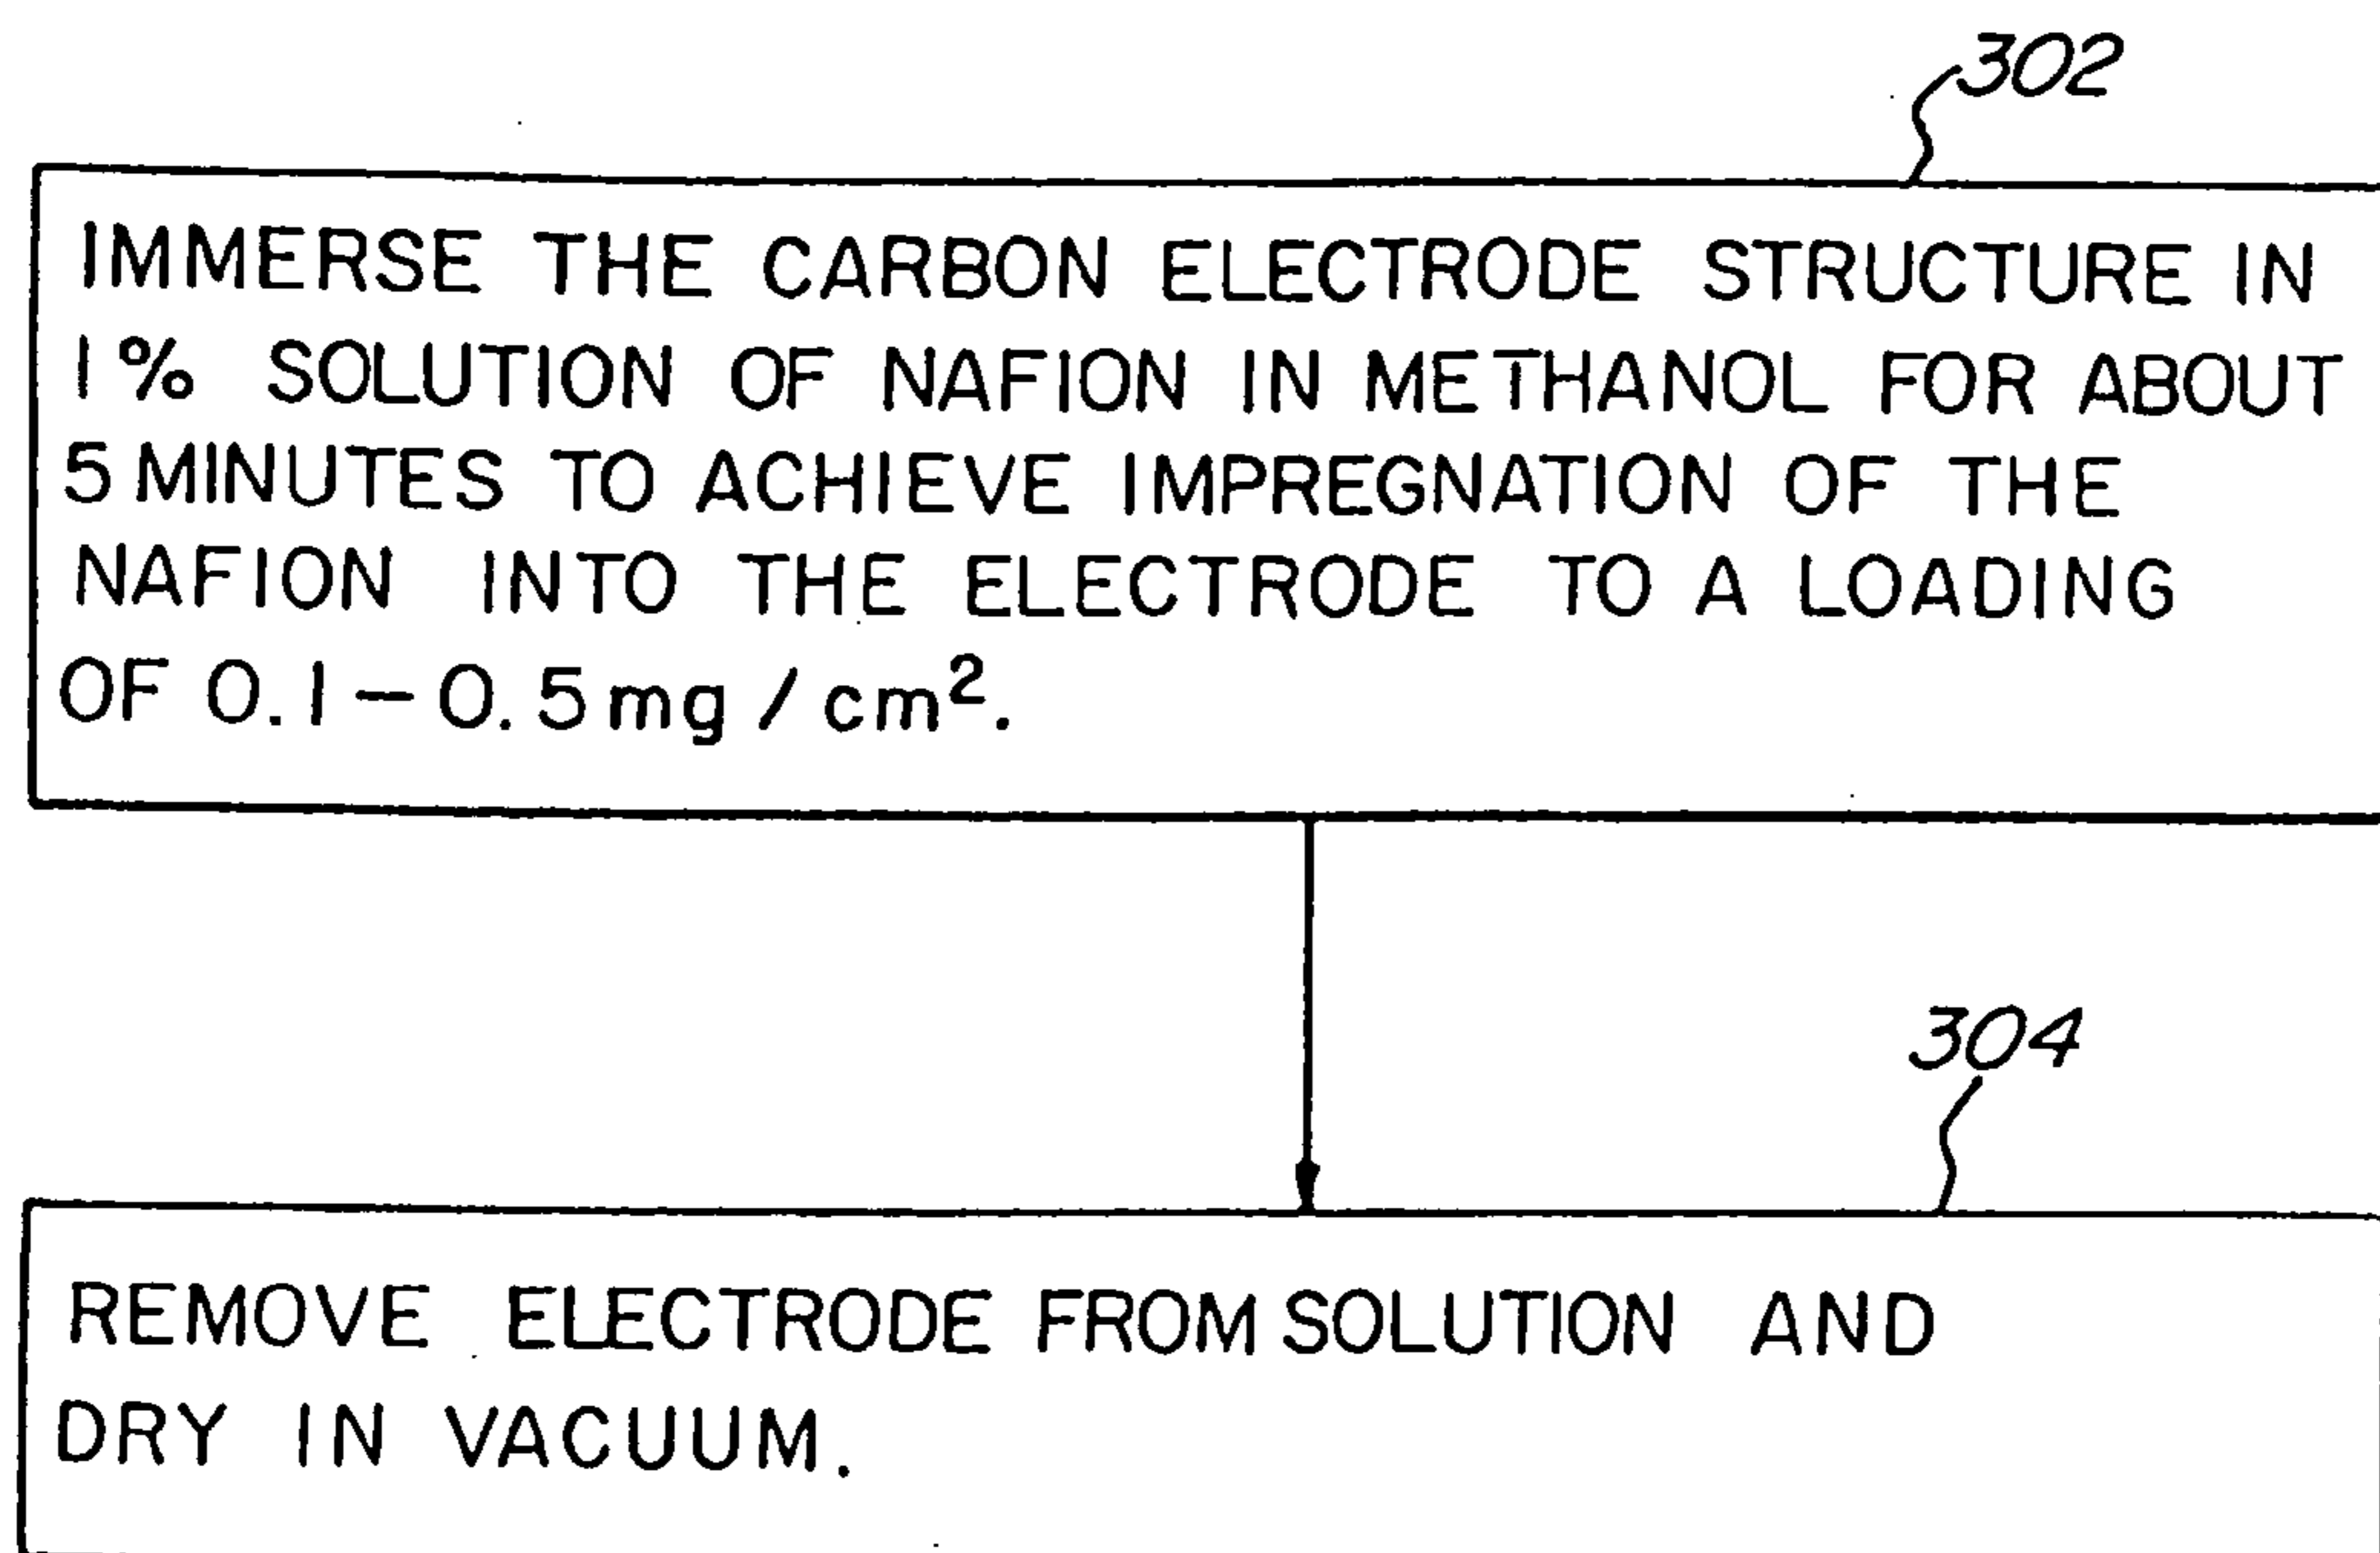 302
IMMERSE THE CARBON ELECTRODE STRUCTURE IN
1% SOLUTION OF NAFION IN METHANOL FOR ABOUT
5 MINUTES TO ACHIEVE IMPREGNATION OF THE
NAFION INTO THE ELECTRODE TO A LOADING
OF 0.1-0.5 mg/cm².
304
REMOVE ELECTRODE FROM SOLUTION AND
DRY IN VACUUM.